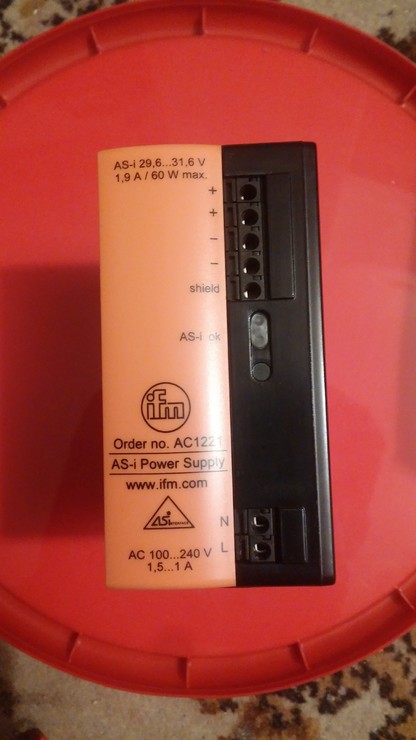 AS-i 29,6...31,6 V
1,9 A / 60 W max.
+
+
–
–
shield
AS-i ok
ifm
Order no. AC1221
AS-i Power Supply
www.ifm.com
ASi
N
L
AC 100...240 V
1,5...1 A